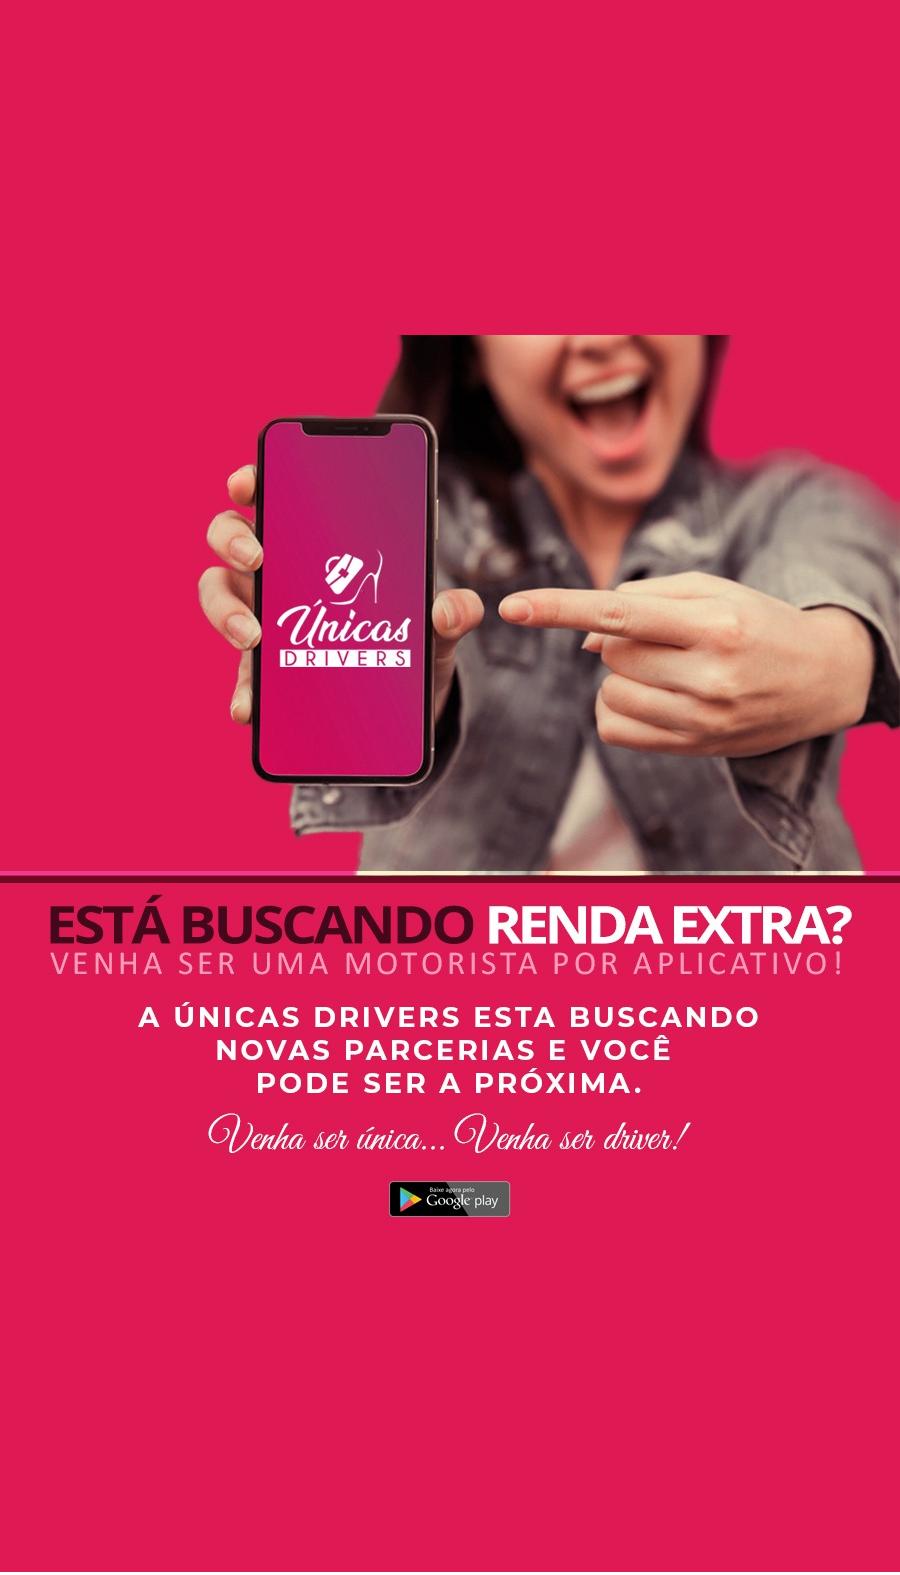 Únicas
DRIVERS
ESTÁ BUSCANDO RENDA EXTRA?
VENHA SER UMA MOTORISTA POR APLICATIVO!
A ÚNICAS DRIVERS ESTA BUSCANDO
NOVAS PARCERIAS E VOCÊ
PODE SER A PRÓXIMA.
Venha ser única... Venha ser driver!
Baixe agora pelo
Google play